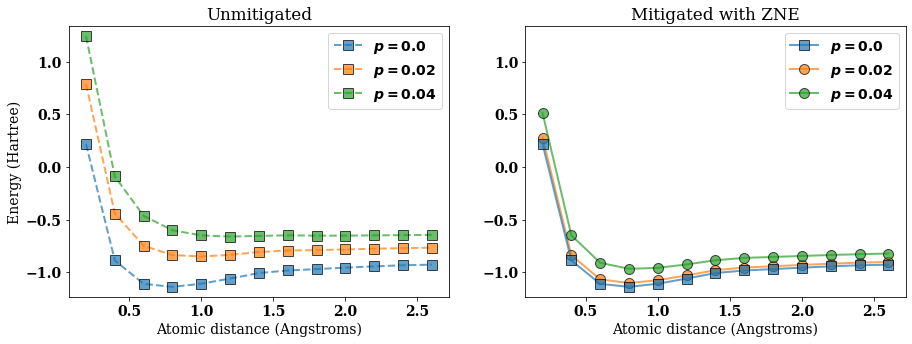 Unmitigated
Energy (Hartree)
1.0
0.5
0.0
−0.5
−1.0
p = 0.0
p = 0.02
p = 0.04
0.5 1.0 1.5 2.0 2.5
Atomic distance (Angstroms)
Mitigated with ZNE
1.0
0.5
0.0
−0.5
−1.0
p = 0.0
p = 0.02
p = 0.04
0.5 1.0 1.5 2.0 2.5
Atomic distance (Angstroms)